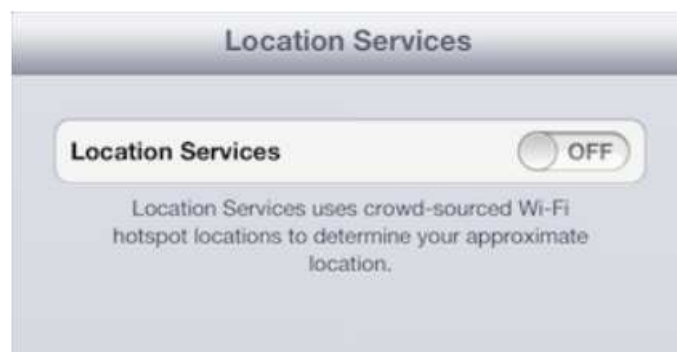 Location Services
Location Services OFF
Location Services uses crowd-sourced Wi-Fi
hotspot locations to determine your approximate
location.